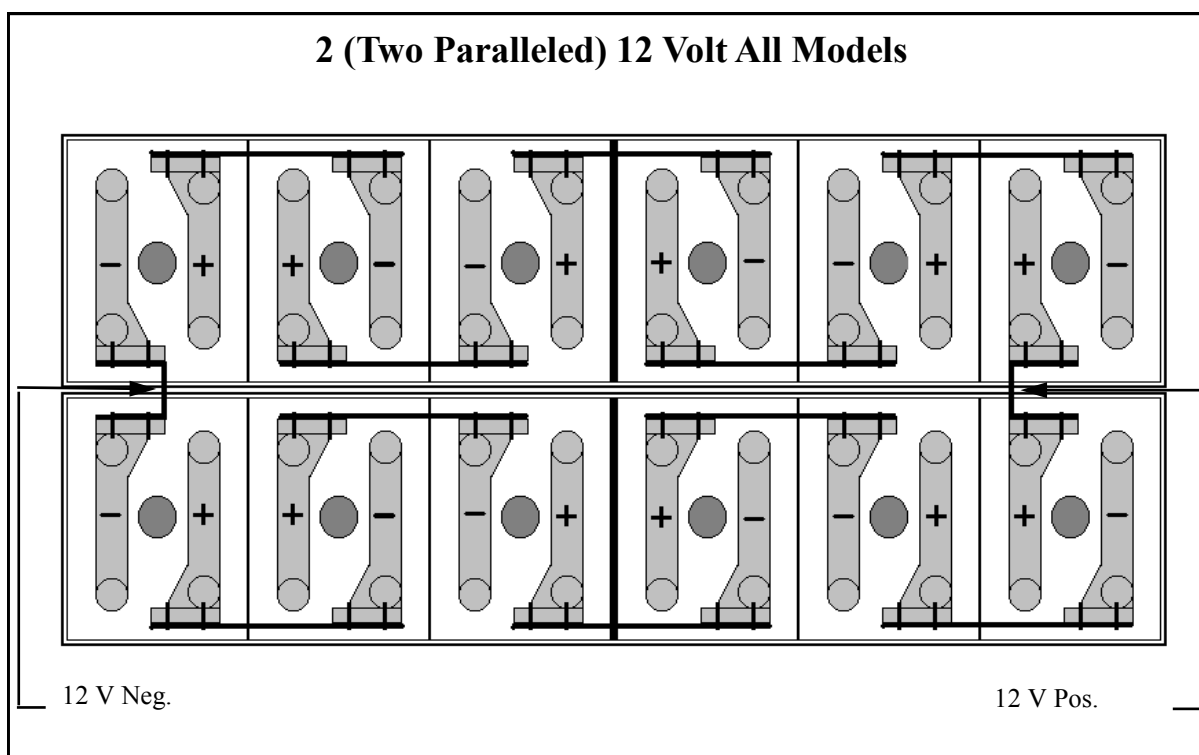 2 (Two Paralleled) 12 Volt All Models
− + + − − + + − − + + −
− + + − − + + − − + + −
12 V Neg. 12 V Pos.